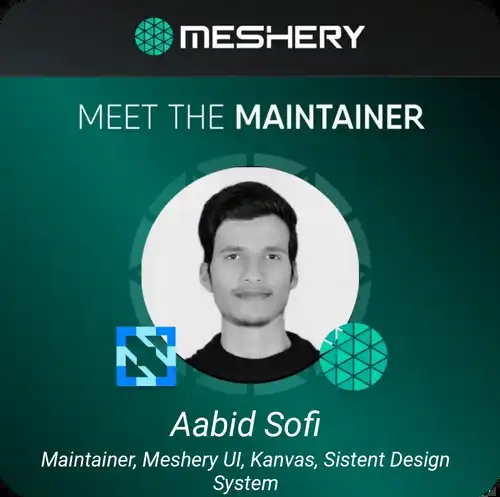 MESHERY
MEET THE MAINTAINER
Aabid Sofi
Maintainer, Meshery UI, Kanvas, Sistent Design
System